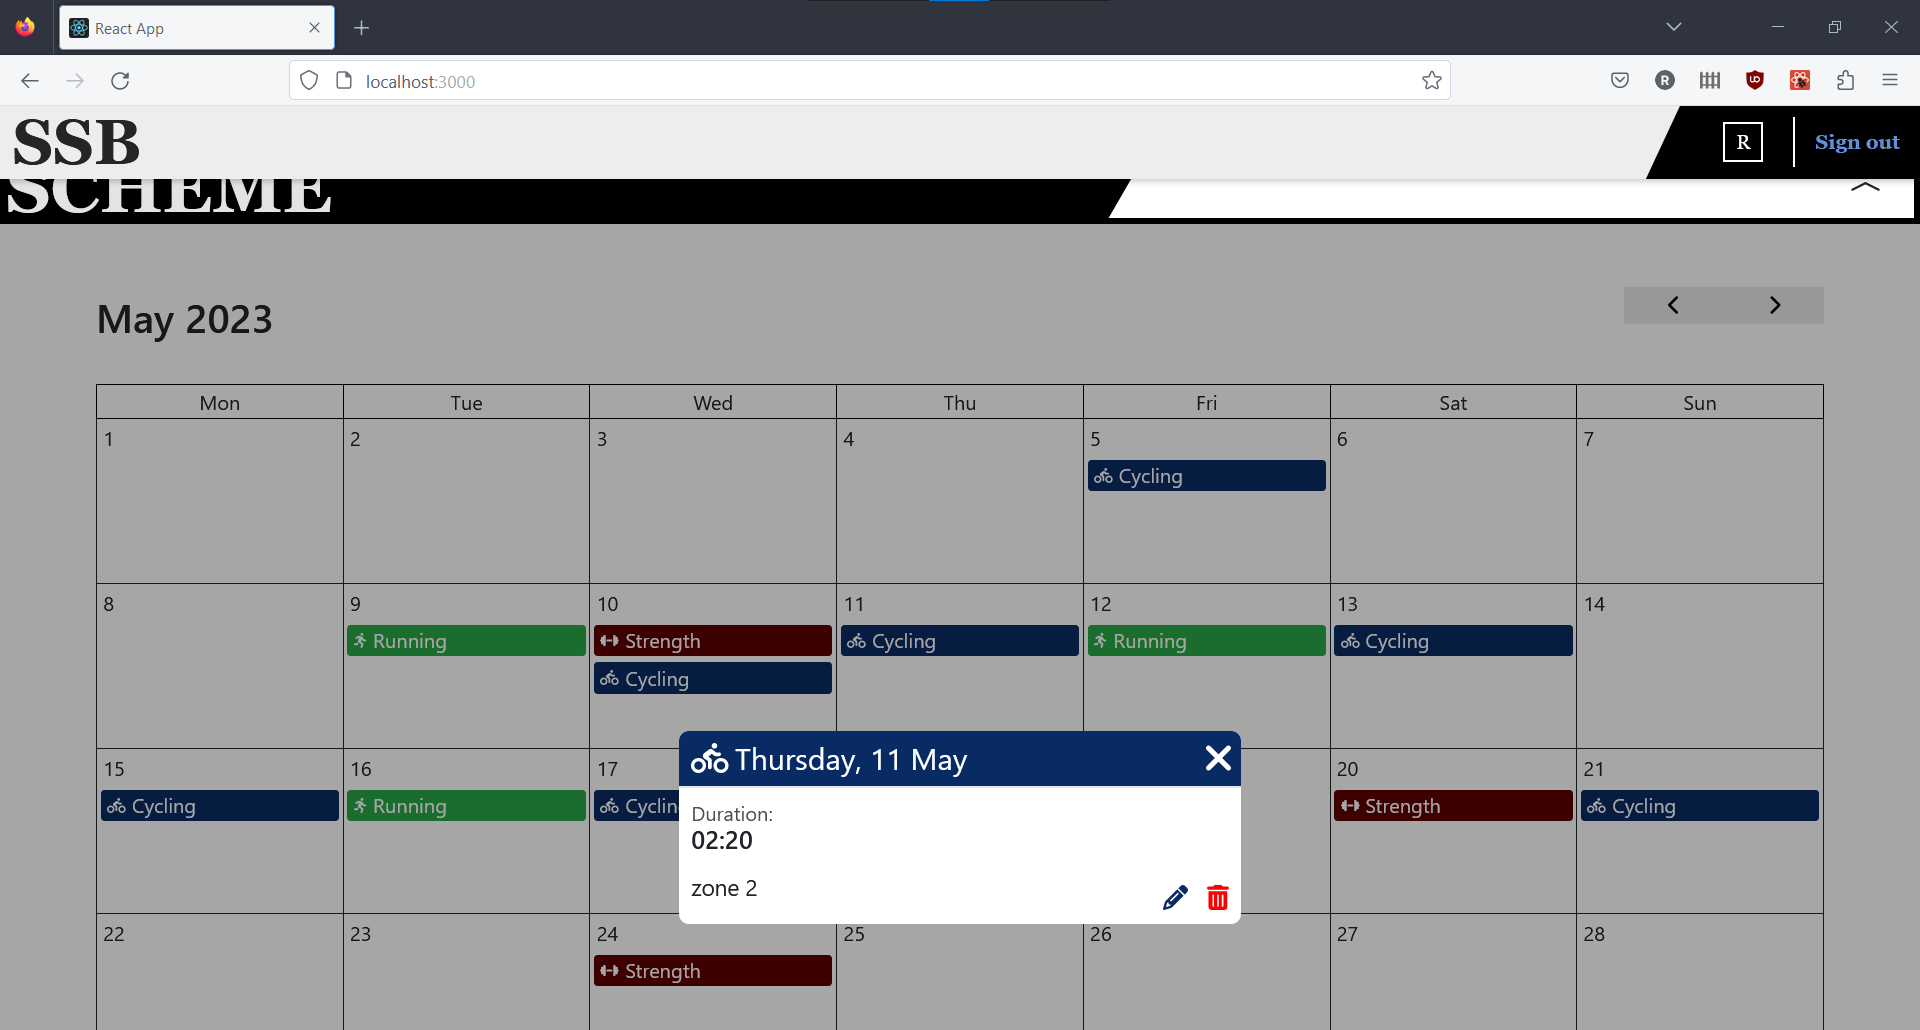 React App
localhost:3000
SSB
R
Sign out
SCHEME
May 2023
Mon Tue Wed Thu Fri Sat Sun
1 2 3 4 5 6 7
Cycling
8 9 10 11 12 13 14
Running Strength Cycling Running Cycling
Cycling
Thursday, 11 May
Duration:
02:20
zone 2
15 16 17 20 21
Cycling Running Cyclin Strength Cycling
22 23 24 25 26 27 28
Strength